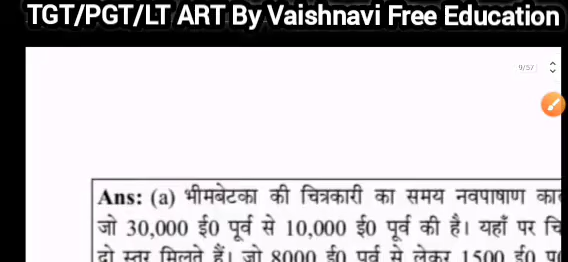 TGT/PGT/LT ART By Vaishnavi Free Education
9/57
Ans: (a) भीमबेटका की चित्रकारी का समय नवपाषाण
जो 30,000 ई0 पूर्व से 10,000 ई0 पूर्व की है। यहाँ पर
दो स्तर मिलते हैं। जो 8000 ई0 पूर्व से लेकर 1500 ई0